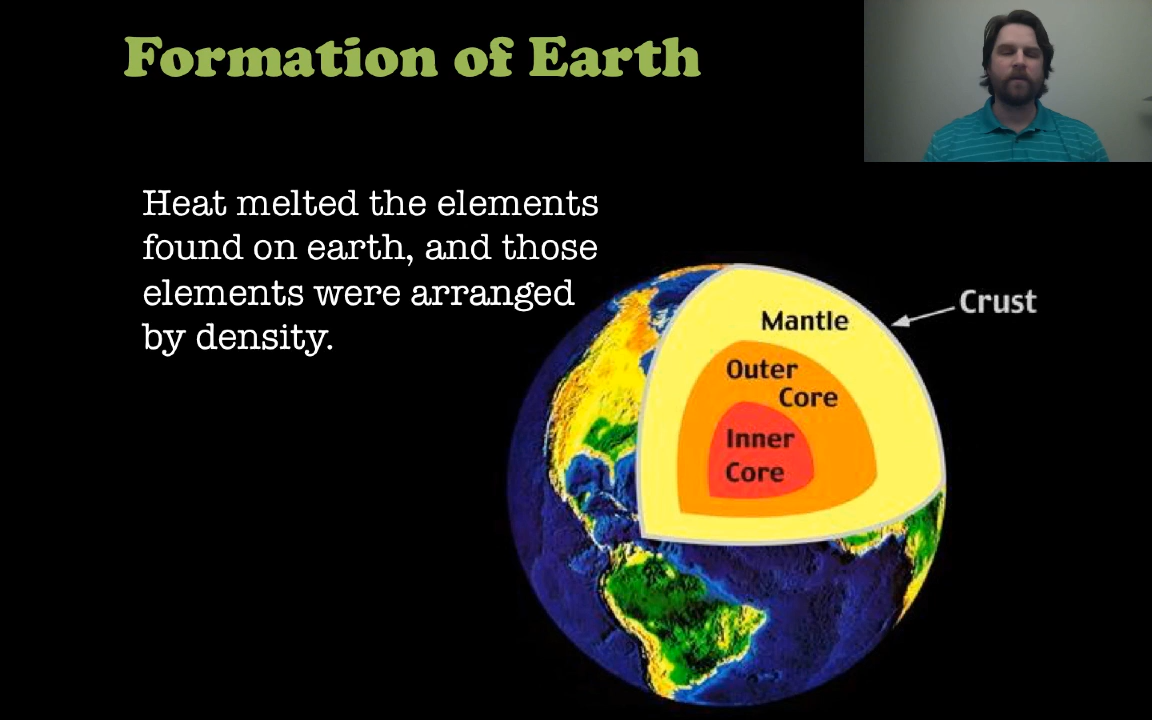 Formation of Earth
Heat melted the elements
found on earth, and those
elements were arranged
by density.
Crust
Mantle
Outer
Core
Inner
Core